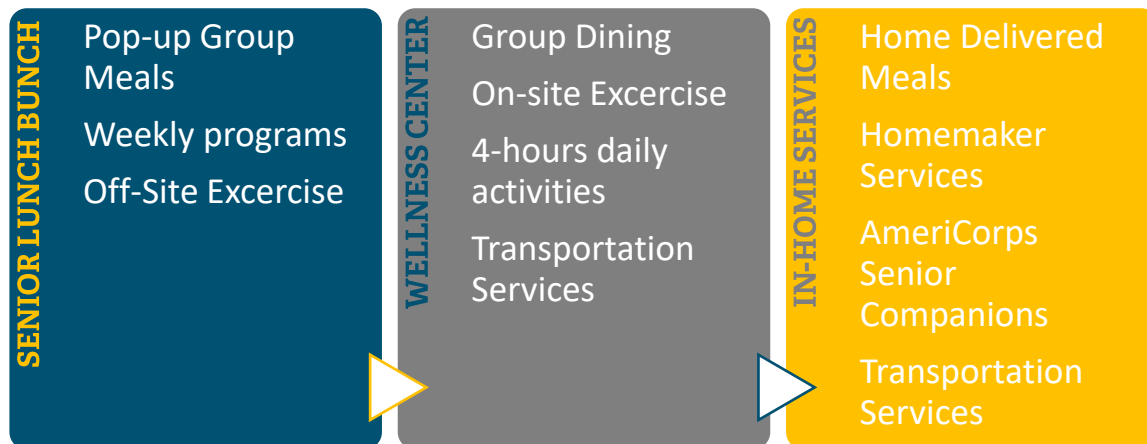 SENIOR LUNCH BUNCH
Pop-up Group
Meals
Weekly programs
Off-Site Excercise
WELLNESS CENTER
Group Dining
On-site Excercise
4-hours daily
activities
Transportation
Services
IN-HOME SERVICES
Home Delivered
Meals
Homemaker
Services
AmeriCorps
Senior
Companions
Transportation
Services